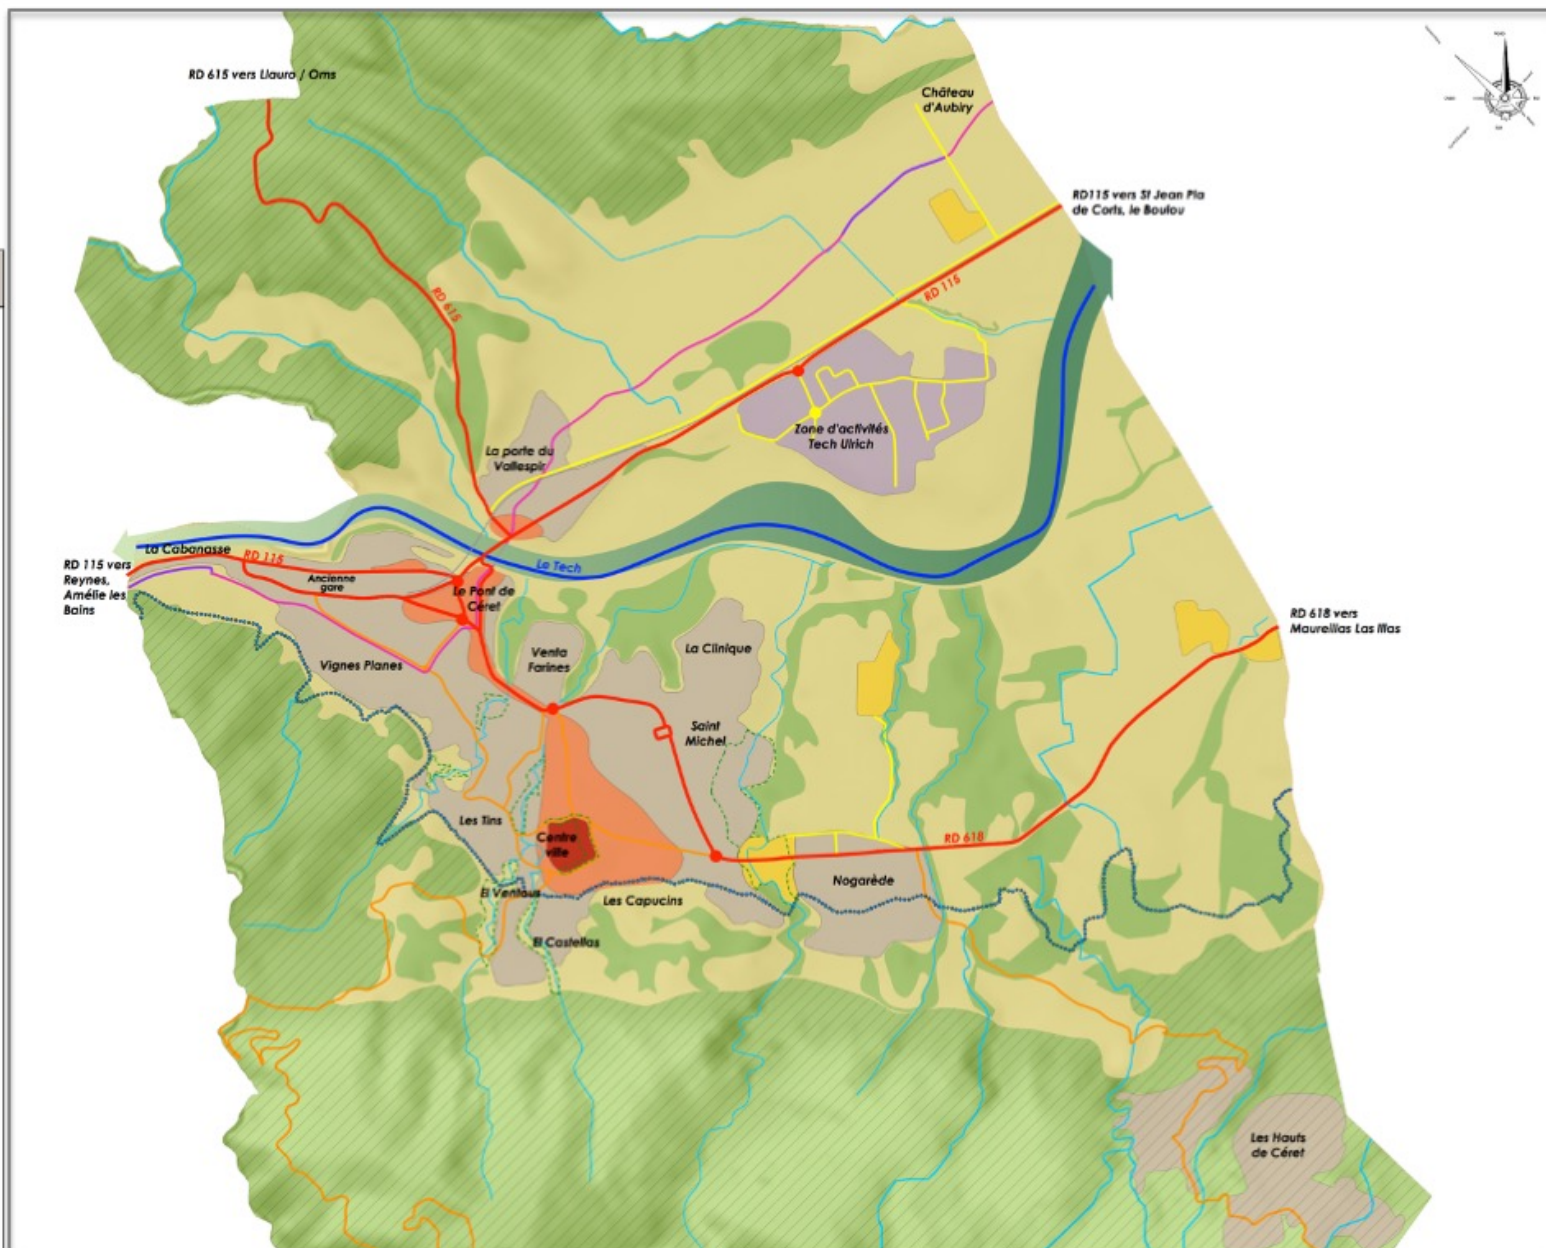 RD 615 vers Llauro / Oms
Château
d'Aubiry
RD115 vers St Jean Pla
de Corts, le Boulou
RD 615
RD 115
La porte du
Vallespir
Zone d'activités
Tech Ulrich
La Cabanasse
RD 115
Le Tech
RD 115 vers
Reynes,
Amélie les
Bains
Ancienne
gare
Le Pont de
Céret
RD 618 vers
Maureillas Las Illas
Vignes Planes
Venta
Farines
La Clinique
Saint
Michel
Les Tins
Centre
ville
RD 618
El Ventous
Les Capucins
Nogarède
El Castellas
Les Hauts
de Céret